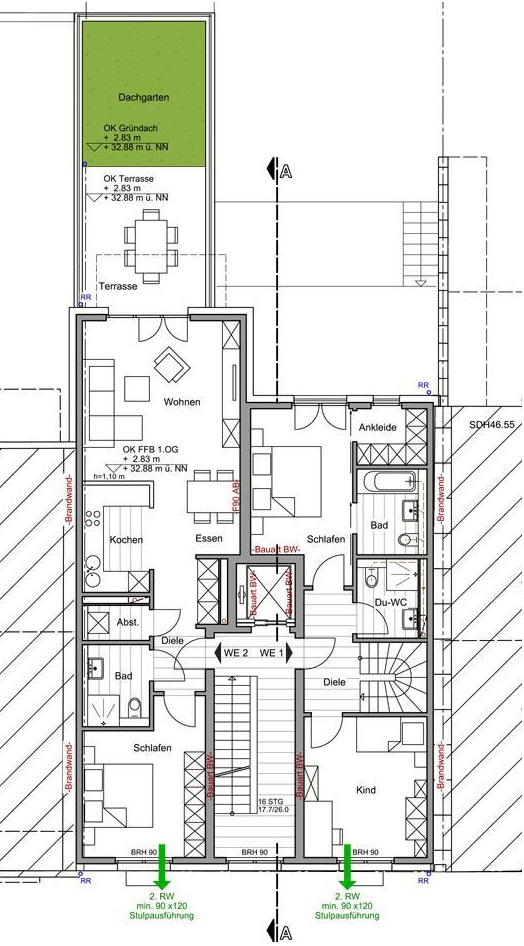 Dachgarten
OK Gründach
+ 2.83 m
+ 32.88 m ü. NN
A
OK Terrasse
+ 2.83 m
+ 32.88 m ü. NN
Terrasse
RR
RR
Wohnen
Ankleide
SDH46.55
OK FFB 1.OG
+ 2.83 m
+ 32.88 m ü. NN
h=1,10 m
-Brandwand-
F90 AB
-Brandwand-
Kochen
Essen
Schlafen
Bad
-Bauart BW-
Bauart BW-
Bauart BW-
Du-WC
Abst.
Diele
WE 2
WE 1
Bad
Diele
Schlafen
-Brandwand-
-Bauart BW-
-Bauart BW-
-Brandwand-
Kind
16 STG
17.7/26.0
BRH 90
BRH 90
BRH 90
RR
RR
2. RW
min. 90 x120
Stulpausführung
2. RW
min. 90 x120
Stulpausführung
A